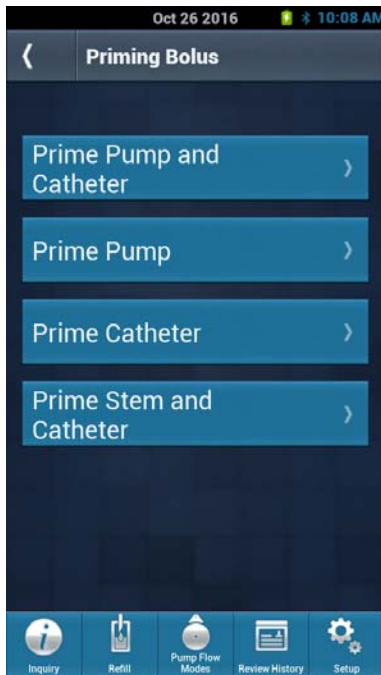 Oct 26 2016 10:08 AM
Priming Bolus
Prime Pump and
Catheter
Prime Pump
Prime Catheter
Prime Stem and
Catheter
Inquiry
Refill
Pump Flow
Modes
Review History
Setup